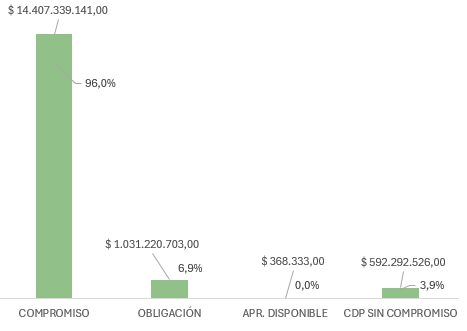 $ 14.407.339.141,00
96,0%
$ 1.031.220.703,00
6,9%
$ 368.333,00
0,0%
$ 592.292.526,00
3,9%
COMPROMISO
OBLIGACIÓN
APR. DISPONIBLE
CDP SIN COMPROMISO